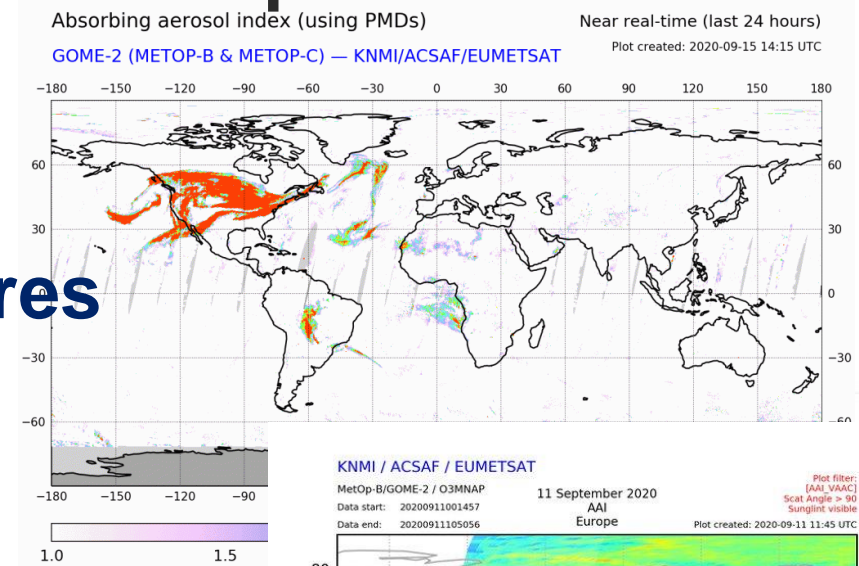 Absorbing aerosol index (using PMDs)
Near real-time (last 24 hours)
GOME-2 (METOP-B & METOP-C) — KNMI/ACSAF/EUMETSAT
Plot created: 2020-09-15 14:15 UTC
−180 −150 −120 −90 −60 −30 0 30 60 90 120 150 180
60 60
30 30
res
0
−30 −30
−60 −60
−180 −150 −120 −90
1.0 1.5
KNMI / ACSAF / EUMETSAT
MetOp-B/GOME-2 / O3MNAP
Data start: 20200911001457
Data end: 20200911105056
11 September 2020
AAI
Europe
Plot filter:
[AAI_VAAC]
Scat Angle > 90
Sunglint visible
Plot created: 2020-09-11 11:45 UTC